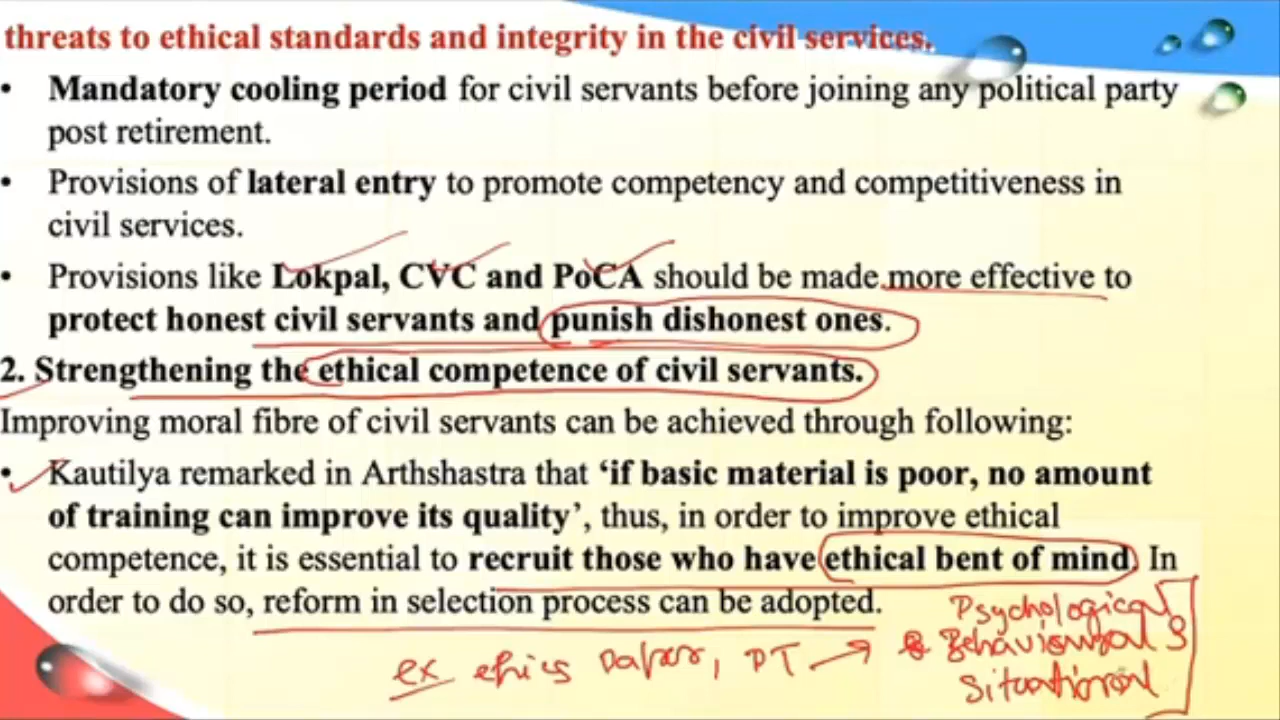 threats to ethical standards and integrity in the civil services.
• Mandatory cooling period for civil servants before joining any political party
post retirement.
• Provisions of lateral entry to promote competency and competitiveness in
civil services.
• Provisions like Lokpal, CVC and PoCA should be made more effective to
protect honest civil servants and punish dishonest ones.
2. Strengthening the ethical competence of civil servants.
Improving moral fibre of civil servants can be achieved through following:
• Kautilya remarked in Arthshastra that ‘if basic material is poor, no amount
of training can improve its quality’, thus, in order to improve ethical
competence, it is essential to recruit those who have ethical bent of mind. In
order to do so, reform in selection process can be adopted.
ex ethics Paper, PT →
Psychological
Behavioural
Situational